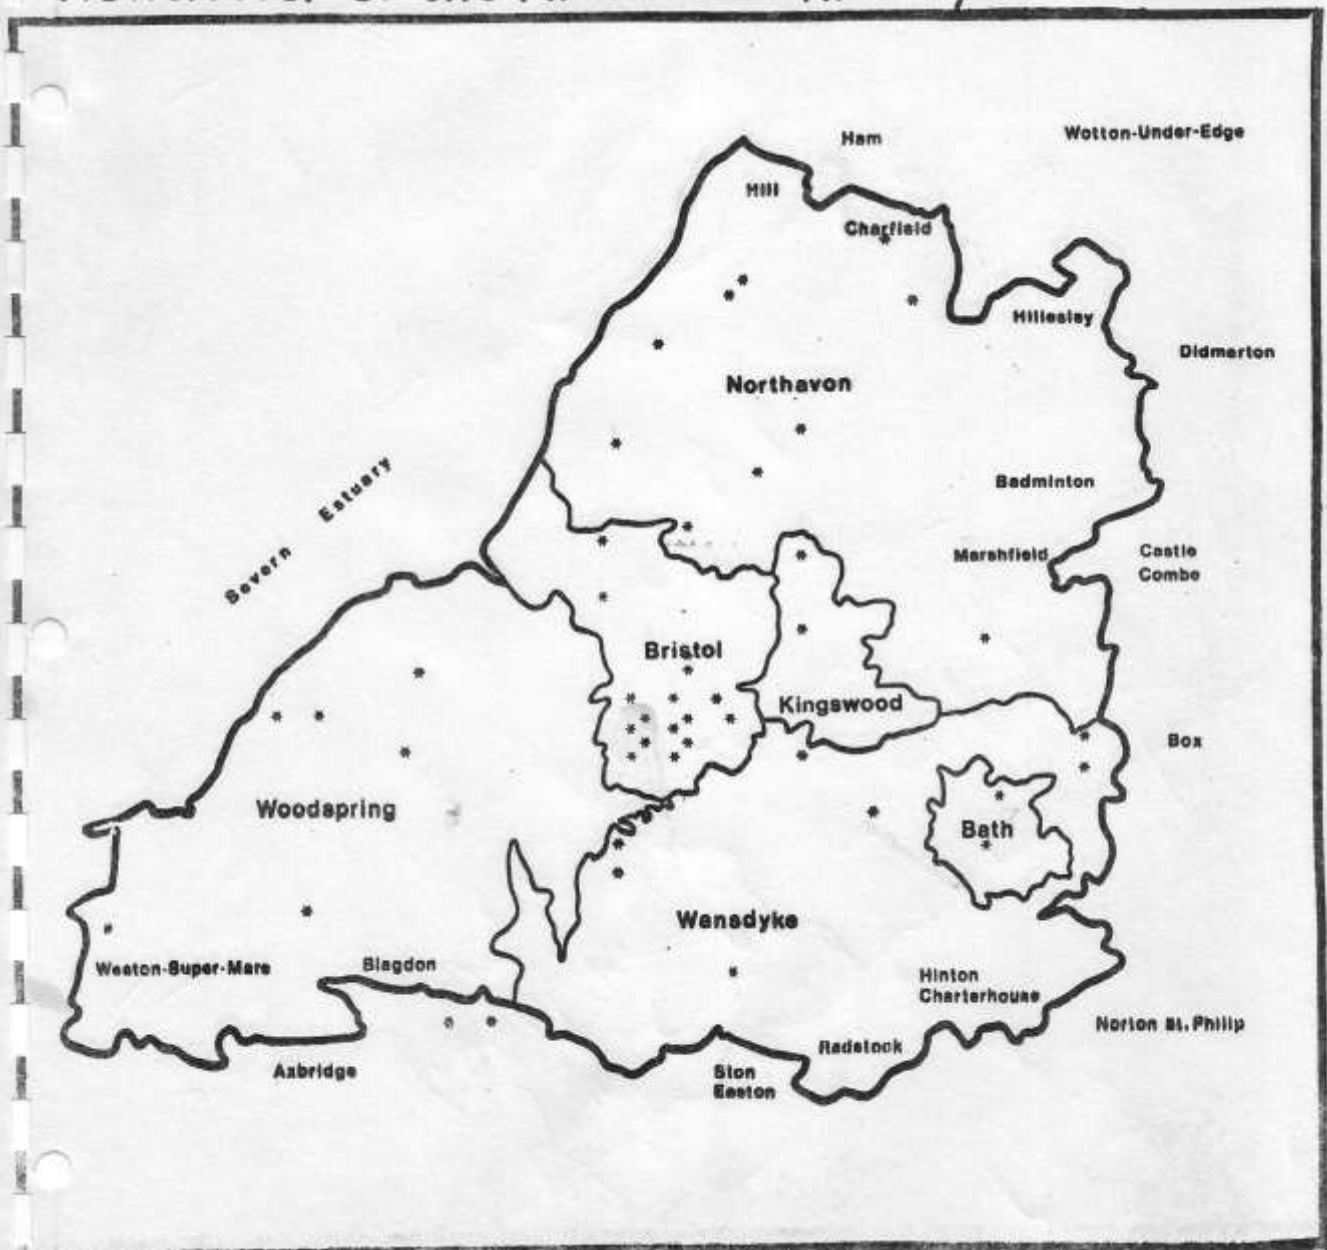 Ham
Wotton-Under-Edge
Hill
Charfield
Hillesley
Didmarton
Northavon
Severn Estuary
Badminton
Marshfield
Castle
Combe
Bristol
Kingswood
Box
Woodspring
Bath
Wansdyke
Weston-Super-Mare
Blagdon
Hinton
Charterhouse
Norton St. Philip
Radstock
Axbridge
Ston
Easton